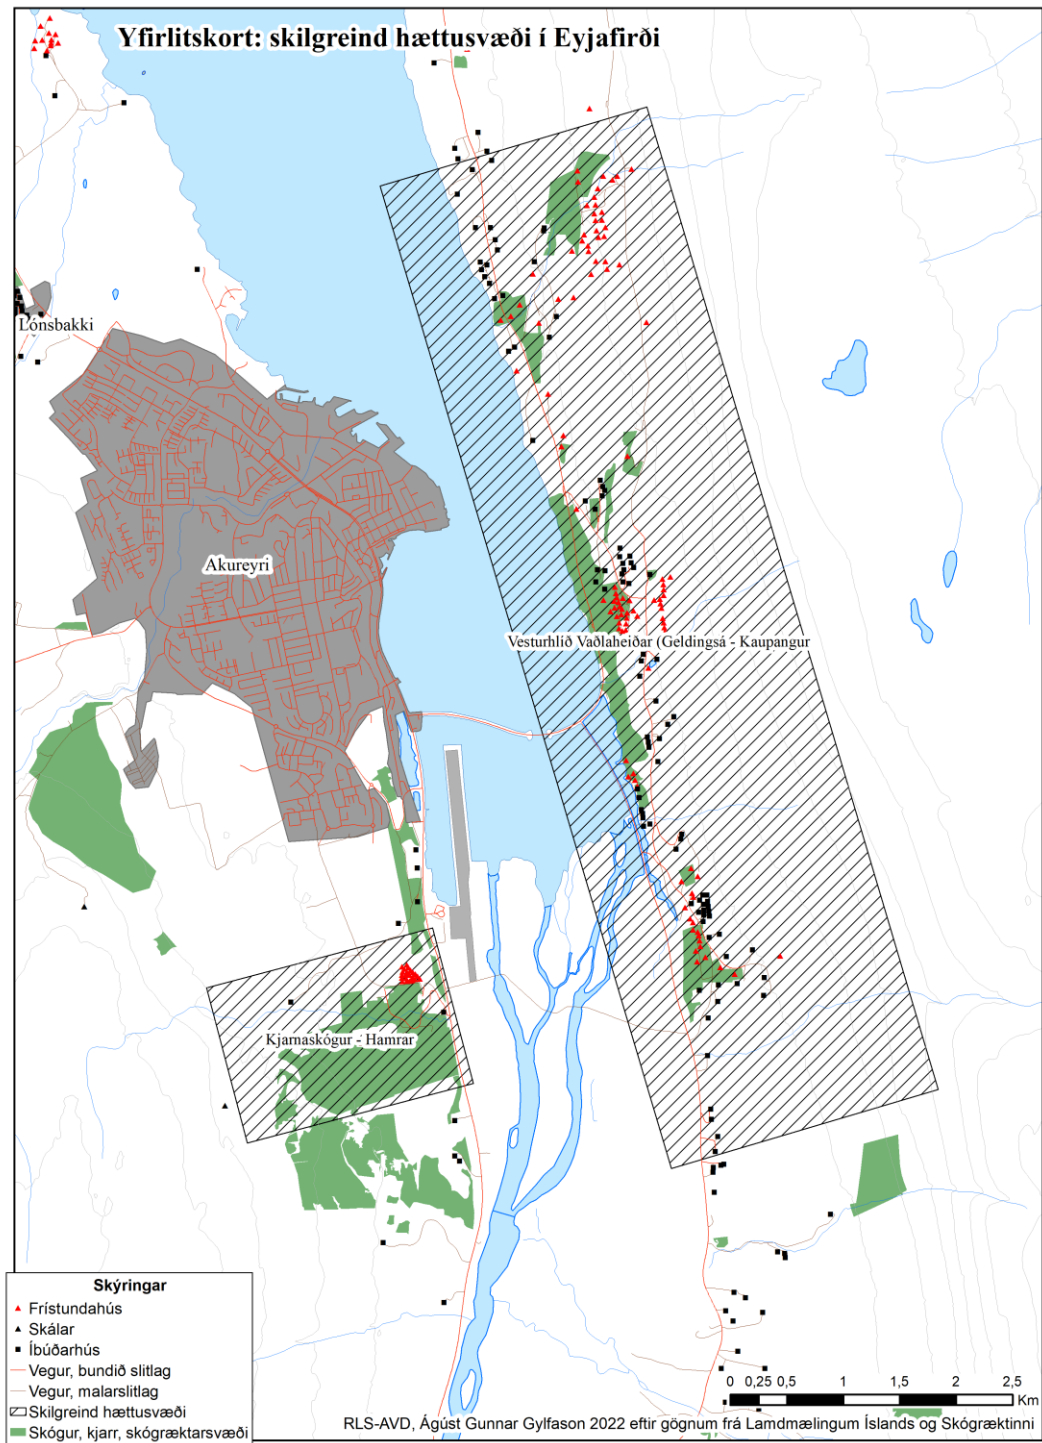 Yfirlitskort: skilgreind hættusvæði í Eyjafirði
Lónsbakki
Akureyri
Vesturhlíð Vaðlaheiðar (Geldingsá - Kaupangur
Kjarnaskógur - Hamrar
Skýringar
Frístundahús
Skálar
Íbúðarhús
Vegur, bundið slitlag
Vegur, malarslitlag
Skilgreind hættusvæði
Skógur, kjarr, skógræktarsvæði
0 0,25 0,5 1 1,5 2 2,5
Km
RLS-AVD, Ágúst Gunnar Gylfason 2022 eftir gögnum frá Lamdmælingum Íslands og Skógræktinni